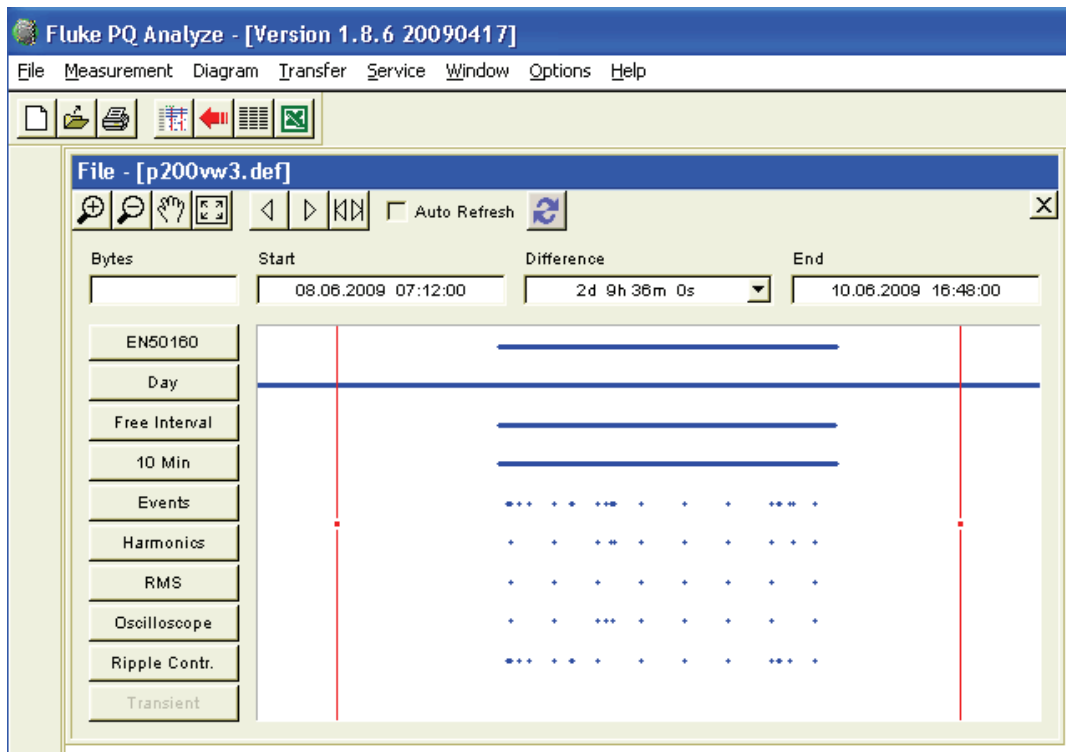 Fluke PQ Analyze - [Version 1.8.6 20090417]
File Measurement Diagram Transfer Service Window Options Help
File - [p200vw3.def]
Auto Refresh
Bytes Start Difference End
08.06.2009 07:12:00 2d 9h 36m 0s 10.06.2009 16:48:00
EN50160
Day
Free Interval
10 Min
Events
Harmonics
RMS
Oscilloscope
Ripple Contr.
Transient